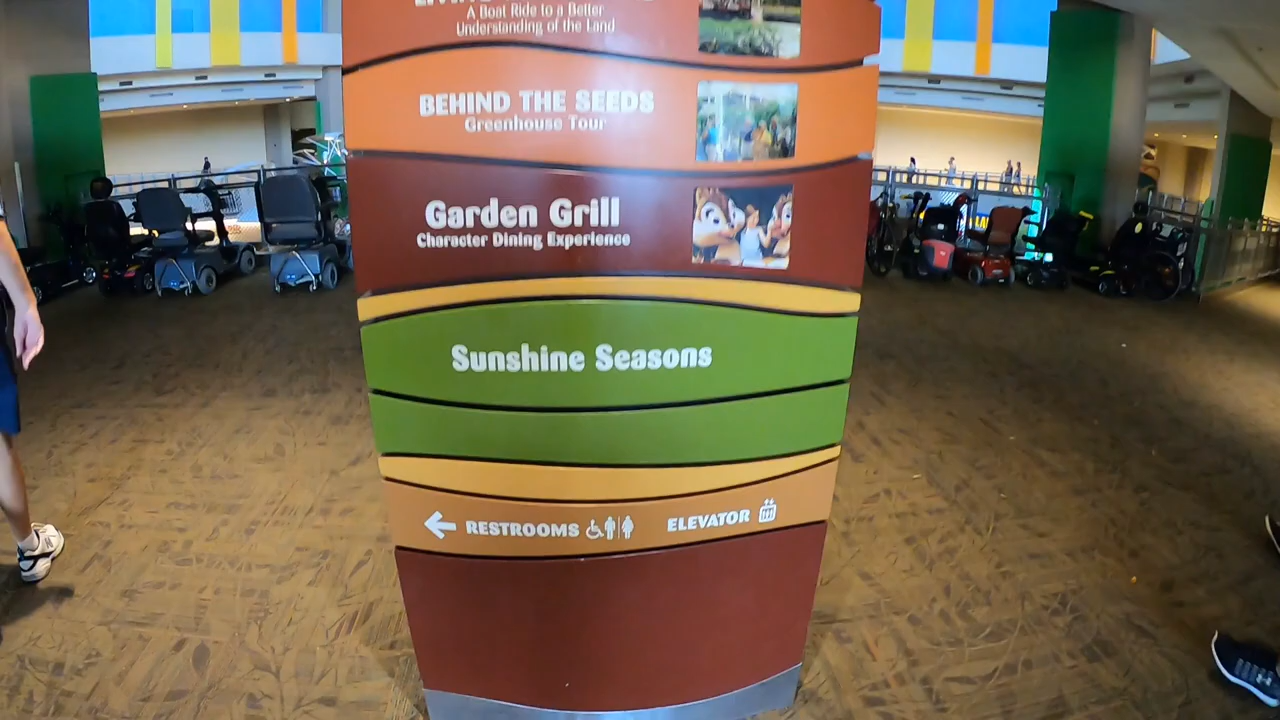 A Boat Ride to a Better
Understanding of the Land
BEHIND THE SEEDS
Greenhouse Tour
Garden Grill
Character Dining Experience
Sunshine Seasons
RESTROOMS
ELEVATOR